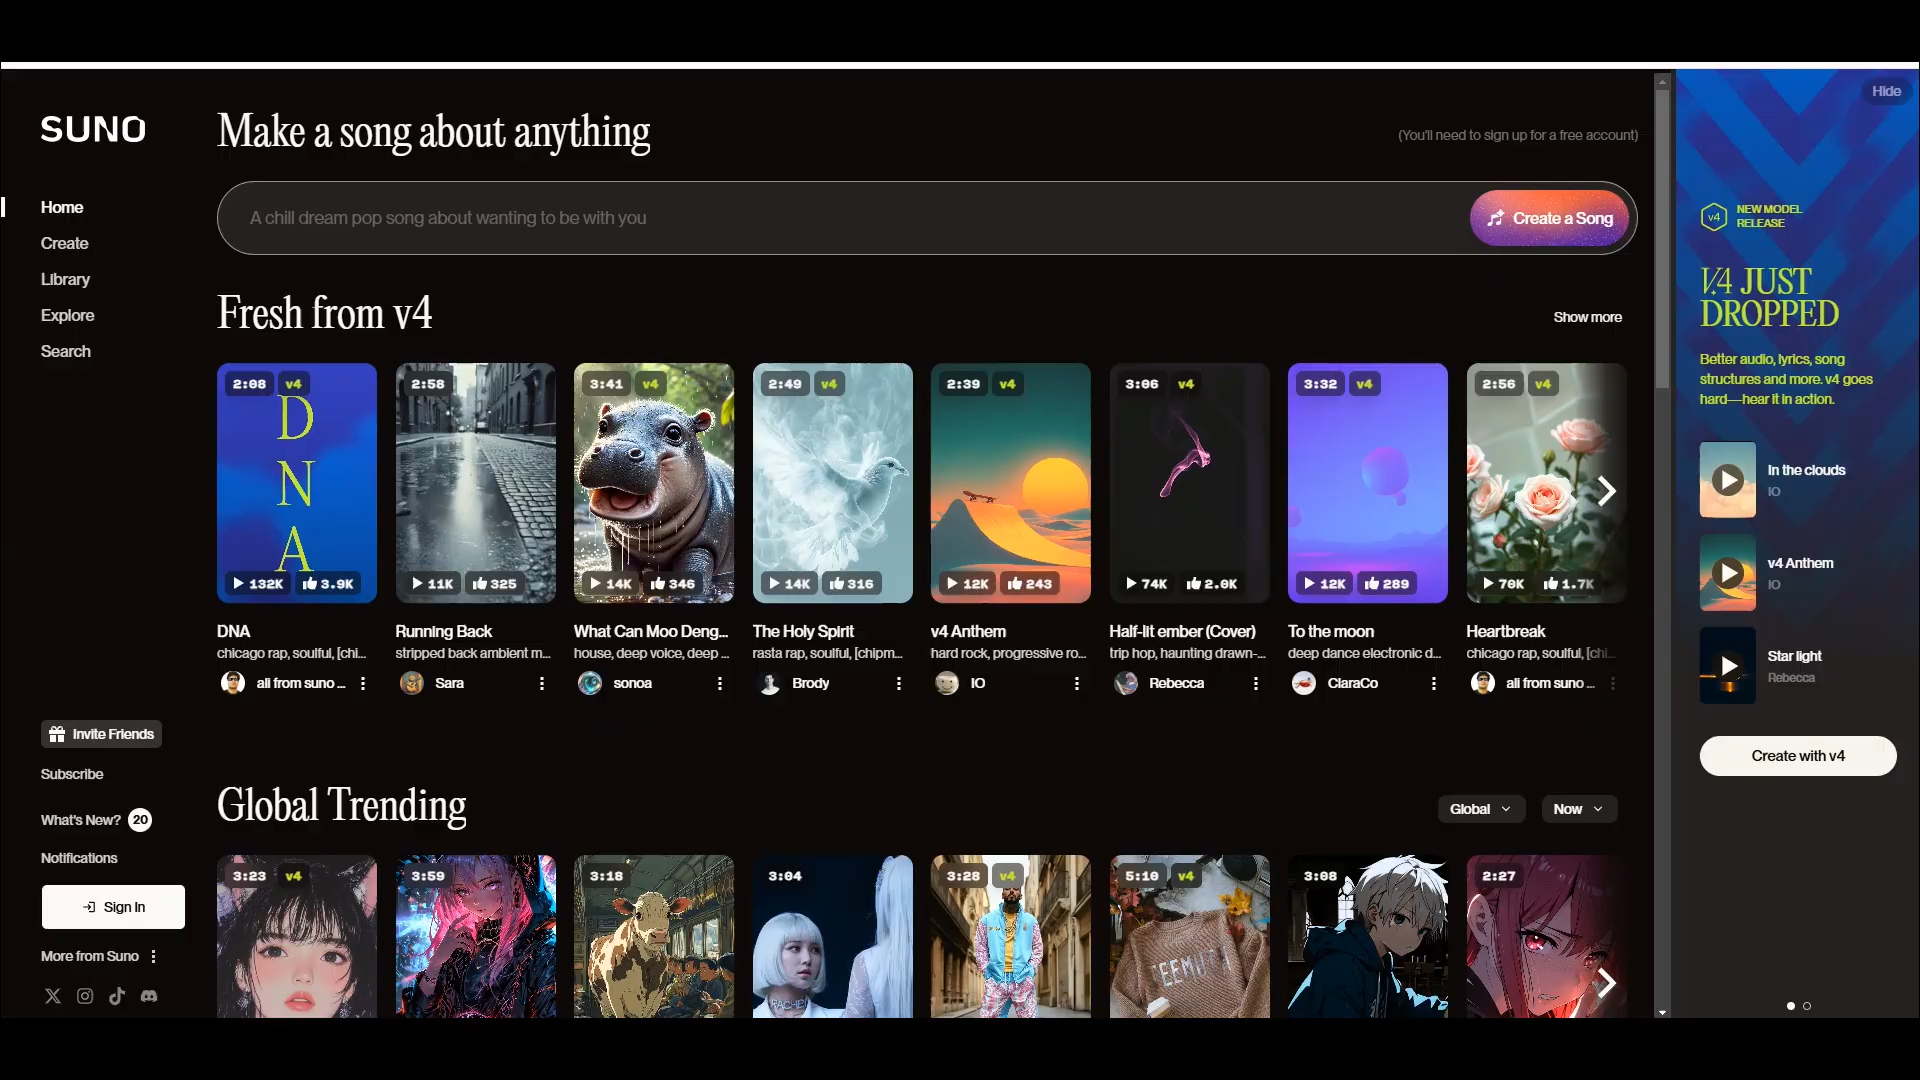 SUNO
Home
Create
Library
Explore
Search
Invite Friends
Subscribe
What's New? 20
Notifications
Sign In
More from Suno
Make a song about anything
(You'll need to sign up for a free account)
A chill dream pop song about wanting to be with you
Create a Song
Fresh from v4
Show more
2:08 v4
D
N
A
132K 3.9K
DNA
chicago rap, soulful, [chi...
ali from suno ...
2:58
11K 325
Running Back
stripped back ambient m...
Sara
3:41 v4
14K 346
What Can Moo Deng...
house, deep voice, deep ...
sonoa
2:49 v4
14K 316
The Holy Spirit
rasta rap, soulful, [chipm...
Brody
2:39 v4
12K 243
v4 Anthem
hard rock, progressive ro...
IO
3:06 v4
74K 2.0K
Half-lit ember (Cover)
trip hop, haunting drawn-...
Rebecca
3:32 v4
12K 289
To the moon
deep dance electronic d...
ClaraCo
2:56 v4
70K 1.7K
Heartbreak
chicago rap, soulful, [chi...
ali from suno ...
Global Trending
Global
Now
3:23 v4
3:59
3:18
3:04
3:28 v4
5:10 v4
3:08
2:27
Hide
v4
NEW MODEL
RELEASE
V4 JUST
DROPPED
Better audio, lyrics, song
structures and more. v4 goes
hard—hear it in action.
In the clouds
IO
v4 Anthem
IO
Star light
Rebecca
Create with v4